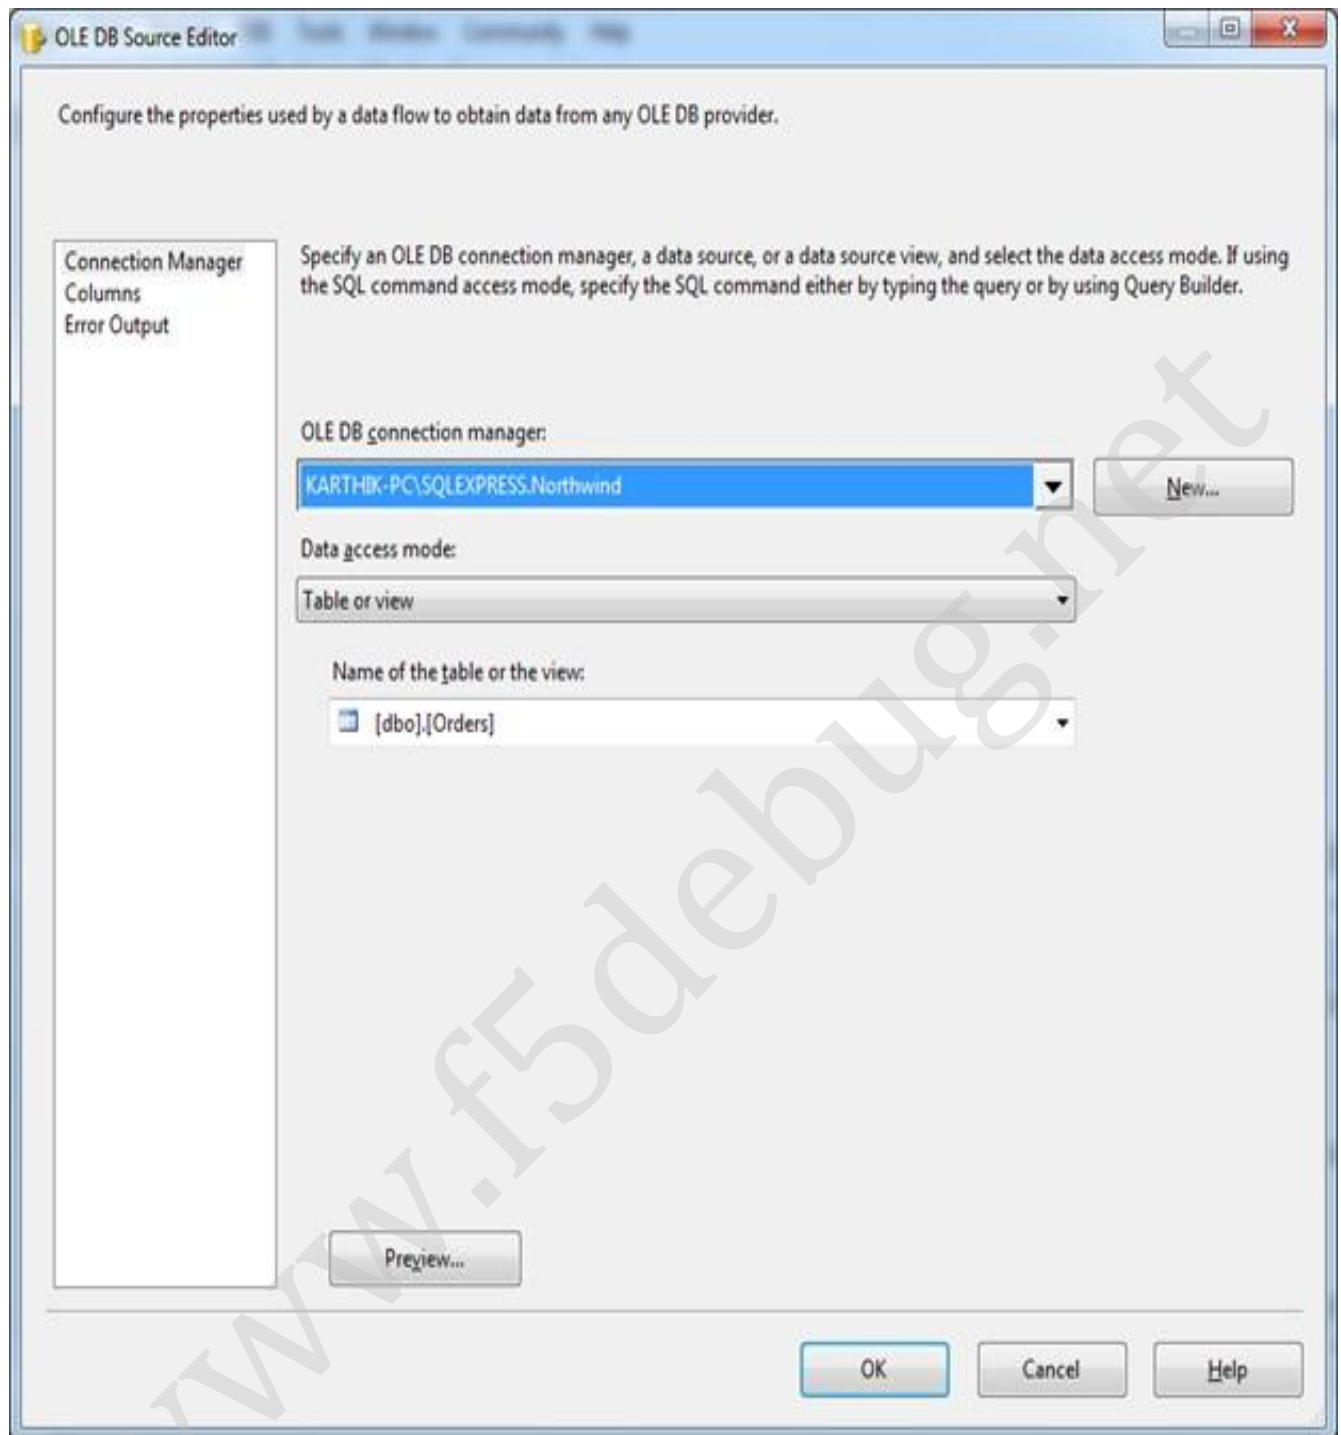 OLE DB Source Editor
Tools Window Community Help
Configure the properties used by a data flow to obtain data from any OLE DB provider.
Connection Manager
Columns
Error Output
Specify an OLE DB connection manager, a data source, or a data source view, and select the data access mode. If using
the SQL command access mode, specify the SQL command either by typing the query or by using Query Builder.
OLE DB connection manager:
KARTHIK-PC\SQLEXPRESS.Northwind
New...
Data access mode:
Table or view
Name of the table or the view:
[dbo].[Orders]
Preview...
OK
Cancel
Help
www.f5debug.net